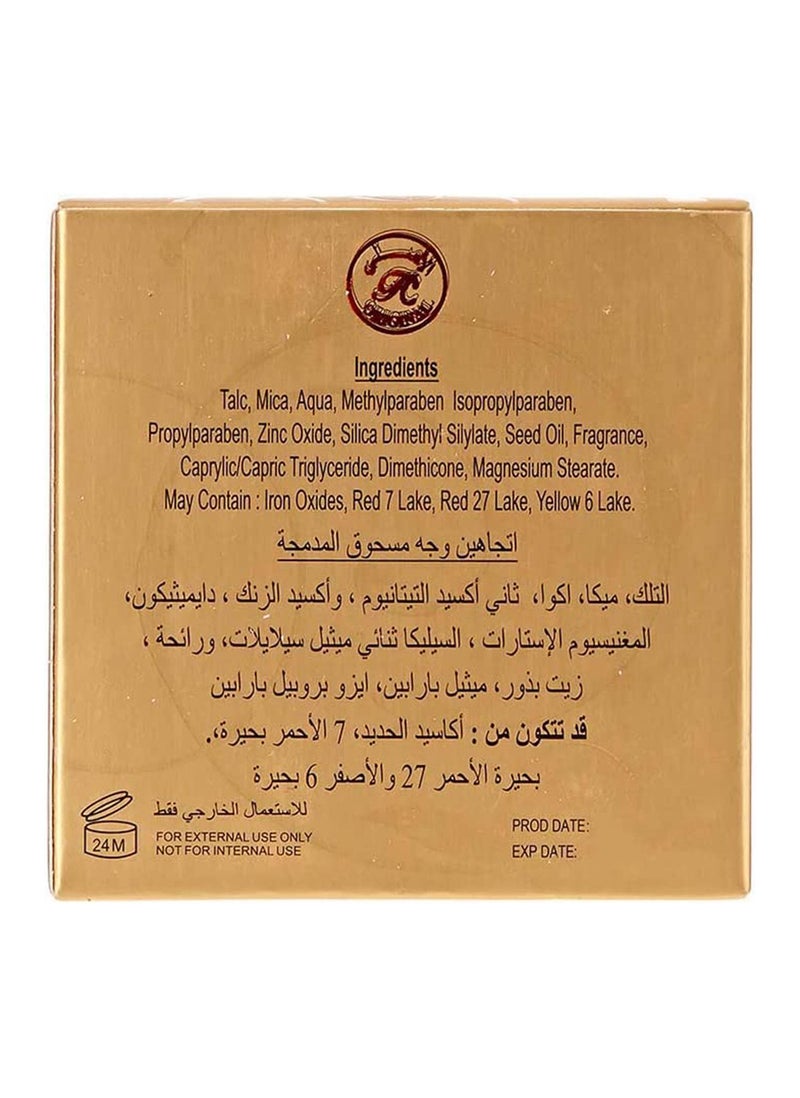 الأصلي
Ingredients
Talc, Mica, Aqua, Methylparaben Isopropylparaben,
Propylparaben, Zinc Oxide, Silica Dimethyl Silylate, Seed Oil, Fragrance,
Caprylic/Capric Triglyceride, Dimethicone, Magnesium Stearate.
May Contain : Iron Oxides, Red 7 Lake, Red 27 Lake, Yellow 6 Lake.
اتجاهين وجه مسحوق المدمجة
التلك، ميكا، اكوا، ثاني أكسيد التيتانيوم ، وأكسيد الزنك ، دايميثيكون،
المغنيسيوم الإستارات ، السيليكا ثنائي ميثيل سيلايلات، ورائحة ،
زيت بذور، ميثيل بارابين، ايزو بروبيل بارابين
قد تتكون من : أكاسيد الحديد، 7 الأحمر بحيرة،.
بحيرة الأحمر 27 والأصفر 6 بحيرة
للاستعمال الخارجي فقط
24M
FOR EXTERNAL USE ONLY
NOT FOR INTERNAL USE
PROD DATE:
EXP DATE: